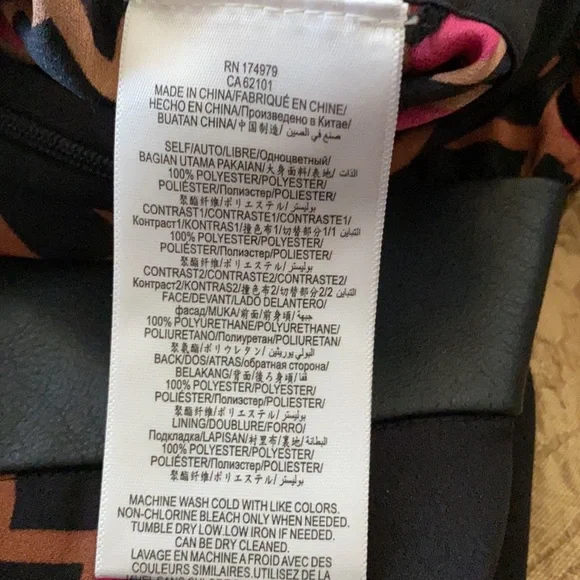 RN 174979
CA 62101
MADE IN CHINA/FABRIQUÉ EN CHINE/
HECHO EN CHINA/Произведено в Китае/
BUATAN CHINA/中国制造/ صنع في الصين
SELF/AUTO/LIBRE/Одноцветный/
BAGIAN UTAMA PAKAIAN/大身面料/表地/ الذات
100% POLYESTER/POLYESTER/
POLIÉSTER/Полиэстер/POLIESTER/
聚酯纤维/ポリエステル/ بوليستر
CONTRAST1/CONTRASTE1/CONTRASTE1/
Контраст1/KONTRAS1/撞色布1/切替部分1/1 التباين
100% POLYESTER/POLYESTER/
POLIÉSTER/Полиэстер/POLIESTER/
聚酯纤维/ポリエステル/ بوليستر
CONTRAST2/CONTRASTE2/CONTRASTE2/
Контраст2/KONTRAS2/撞色布2/切替部分2/2 التباين
FACE/DEVANT/LADO DELANTERO/
фасад/MUKA/前面/前身頃/ جبهة
100% POLYURETHANE/POLYURETHANE/
POLIURETANO/Полиуретан/POLIURETAN/
聚氨酯/ポリウレタン/ البولي يوريثين
BACK/DOS/ATRAS/обратная сторона/
BELAKANG/背面/後ろ身頃/ قفا
100% POLYESTER/POLYESTER/
POLIÉSTER/Полиэстер/POLIESTER/
聚酯纤维/ポリエステル/ بوليستر
LINING/DOUBLURE/FORRO/
Подкладка/LAPISAN/衬里布/裏地/ البطانة
100% POLYESTER/POLYESTER/
POLIÉSTER/Полиэстер/POLIESTER/
聚酯纤维/ポリエステル/ بوليستر
MACHINE WASH COLD WITH LIKE COLORS.
NON-CHLORINE BLEACH ONLY WHEN NEEDED.
TUMBLE DRY LOW.LOW IRON IF NEEDED.
CAN BE DRY CLEANED.
LAVAGE EN MACHINE A FROID AVEC DES
COULEURS SIMILAIRES.